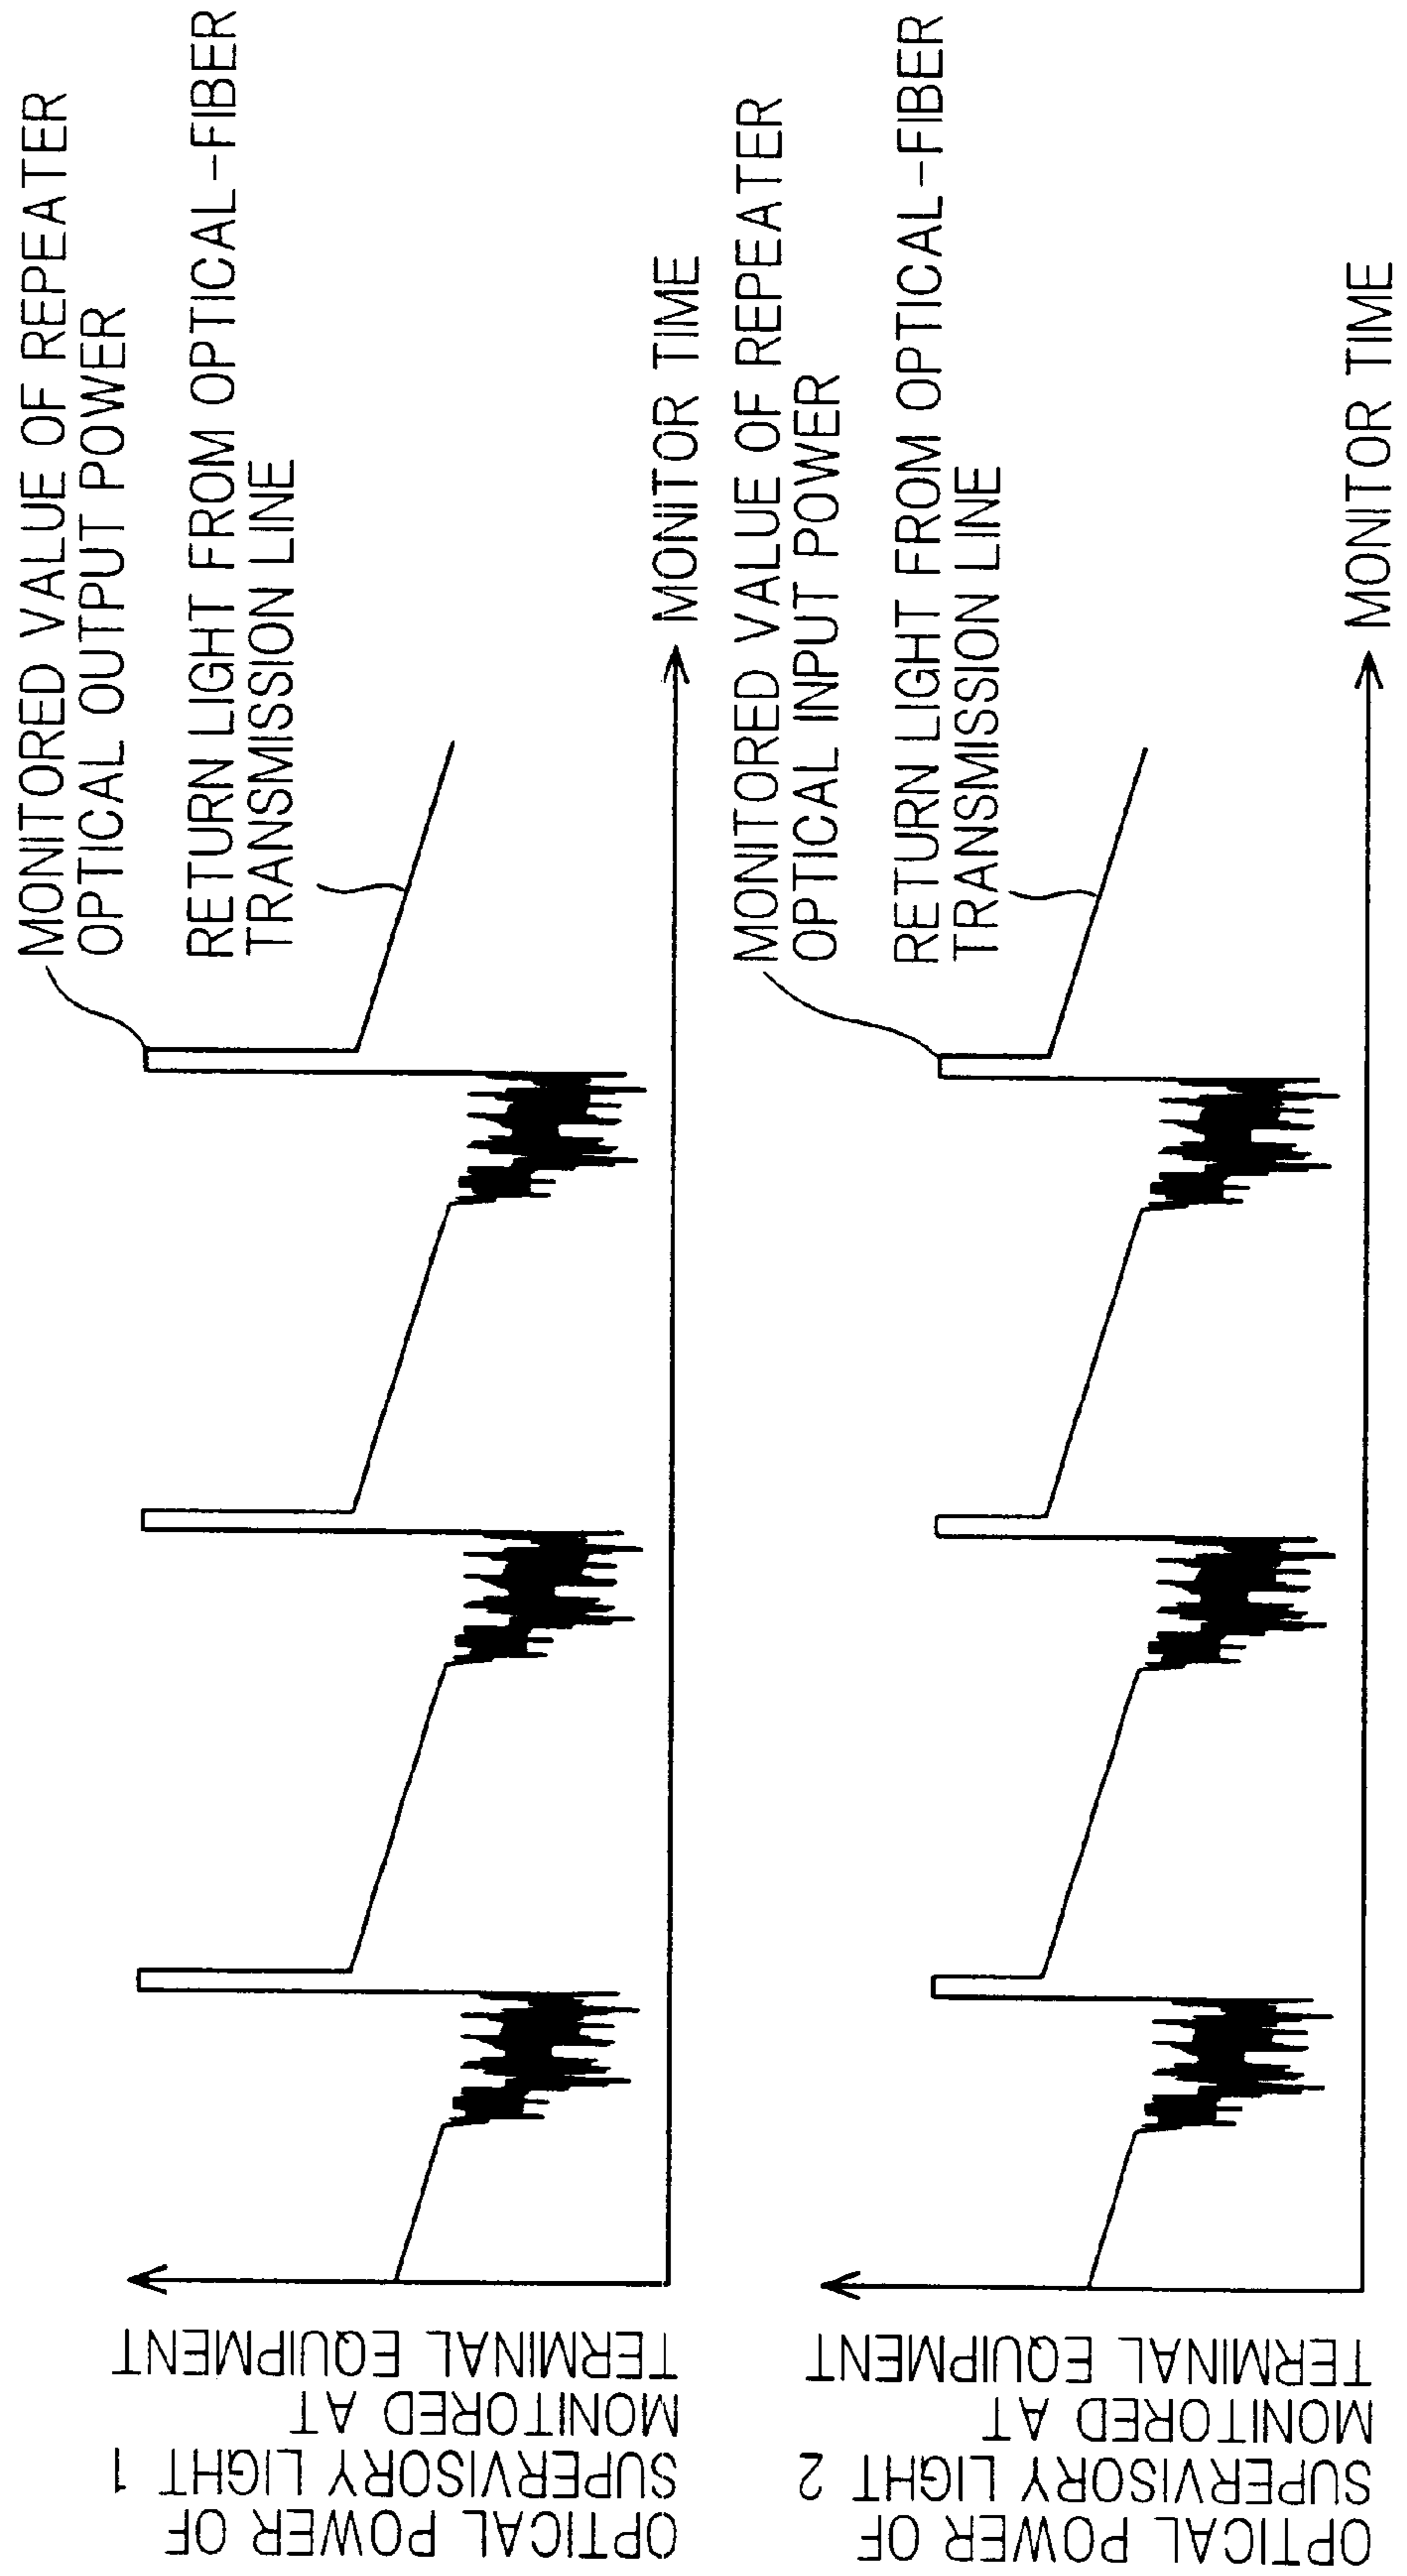 OPTICAL POWER OF
SUPERVISORY LIGHT 1
MONITORED AT
TERMINAL EQUIPMENT
MONITORED VALUE OF REPEATER
OPTICAL OUTPUT POWER
RETURN LIGHT FROM OPTICAL-FIBER
TRANSMISSION LINE
MONITOR TIME
OPTICAL POWER OF
SUPERVISORY LIGHT 2
MONITORED AT
TERMINAL EQUIPMENT
MONITORED VALUE OF REPEATER
OPTICAL INPUT POWER
RETURN LIGHT FROM OPTICAL-FIBER
TRANSMISSION LINE
MONITOR TIME